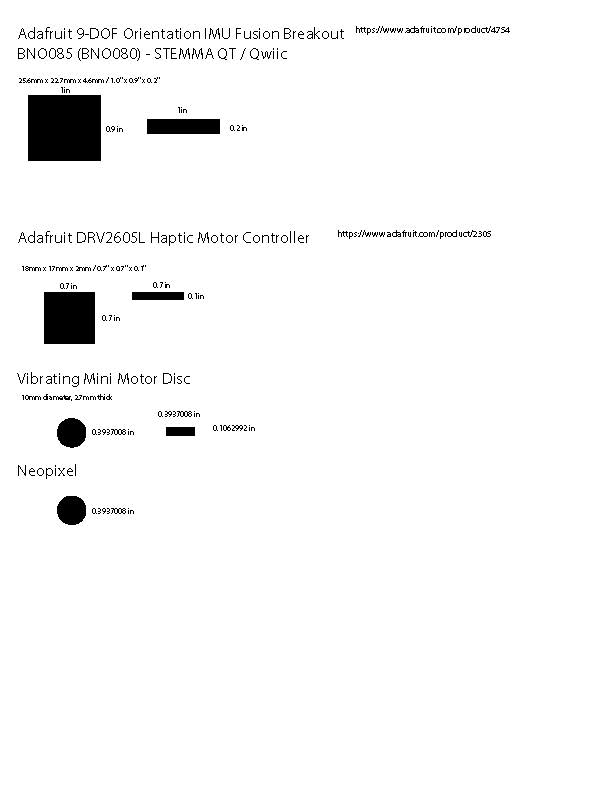 Adafruit 9-DOF Orientation IMU Fusion Breakout
https://www.adafruit.com/product/4754
BNO085 (BNO080) - STEMMA QT / Qwiic
25.6mm x 22.7mm x 4.6mm / 1.0" x 0.9" x 0.2"
1in
1in
0.9 in
0.2 in
Adafruit DRV2605L Haptic Motor Controller
https://www.adafruit.com/product/2305
18mm x 17mm x 2mm / 0.7" x 0.7" x 0.1"
0.7 in
0.7 in
0.1in
0.7 in
Vibrating Mini Motor Disc
10mm diameter, 2.7mm thick
0.3937008 in
0.3937008 in
0.1062992 in
Neopixel
0.3937008 in